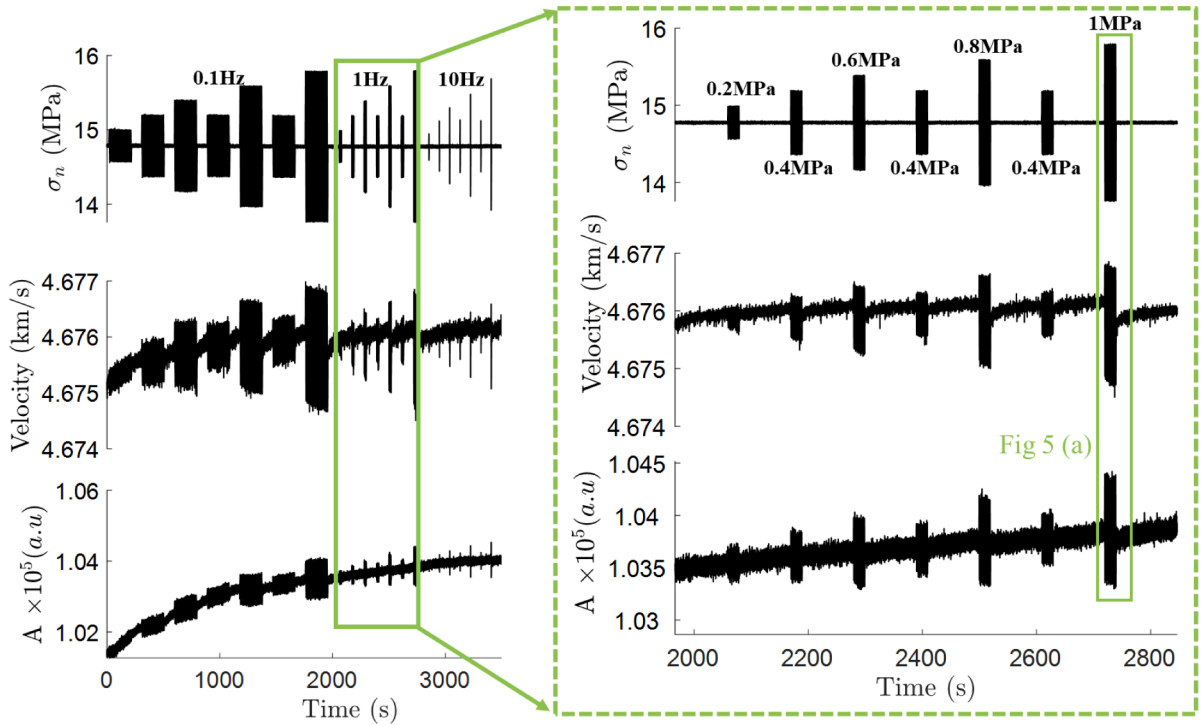 16
15
14
σn (MPa)
0.1Hz
1Hz
10Hz
4.677
4.676
4.675
4.674
Velocity (km/s)
1.06
1.04
1.02
A ×10^5(a.u)
0
1000
2000
3000
Time (s)
16
15
14
σn (MPa)
0.2MPa
0.4MPa
0.6MPa
0.4MPa
0.8MPa
0.4MPa
1MPa
4.677
4.676
4.675
4.674
Velocity (km/s)
Fig 5 (a)
1.045
1.04
1.035
1.03
A ×10^5(a.u)
2000
2200
2400
2600
2800
Time (s)